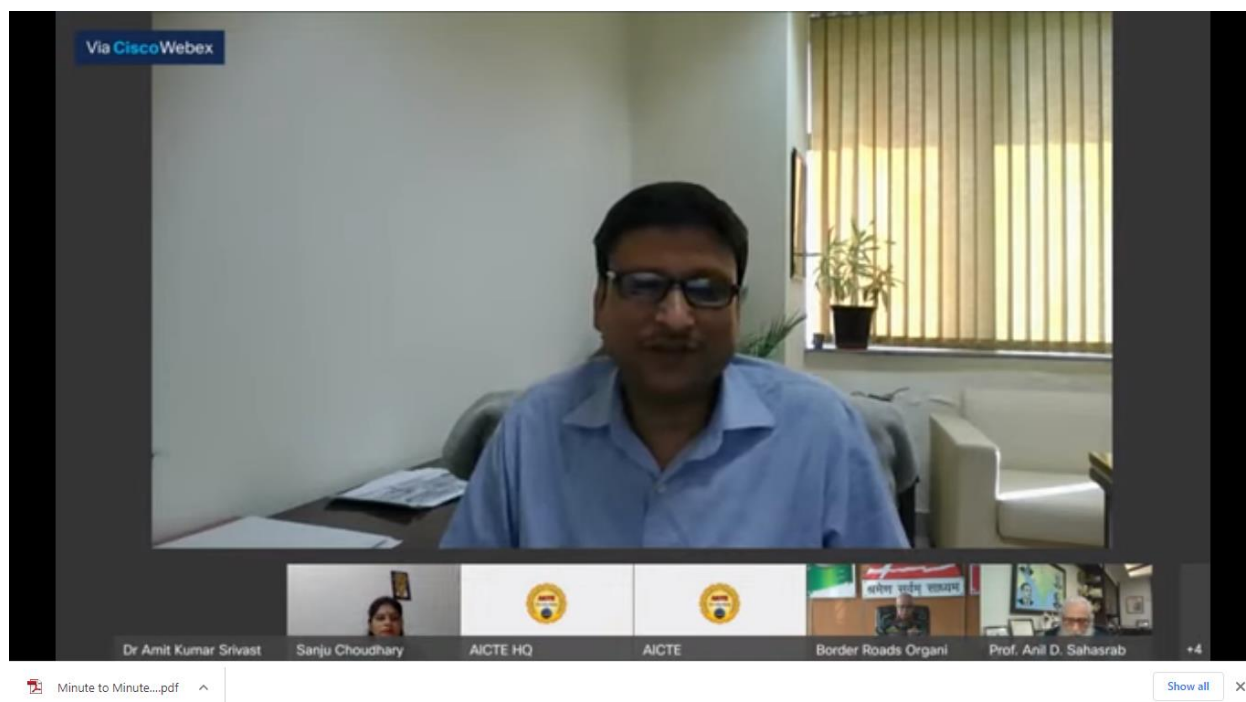 Via CiscoWebex
श्रमेण सर्वम् साध्यम्
Dr Amit Kumar Srivast
Sanju Choudhary
AICTE HQ
AICTE
Border Roads Organi
Prof. Anil D. Sahasrab
+4
Minute to Minute....pdf
Show all